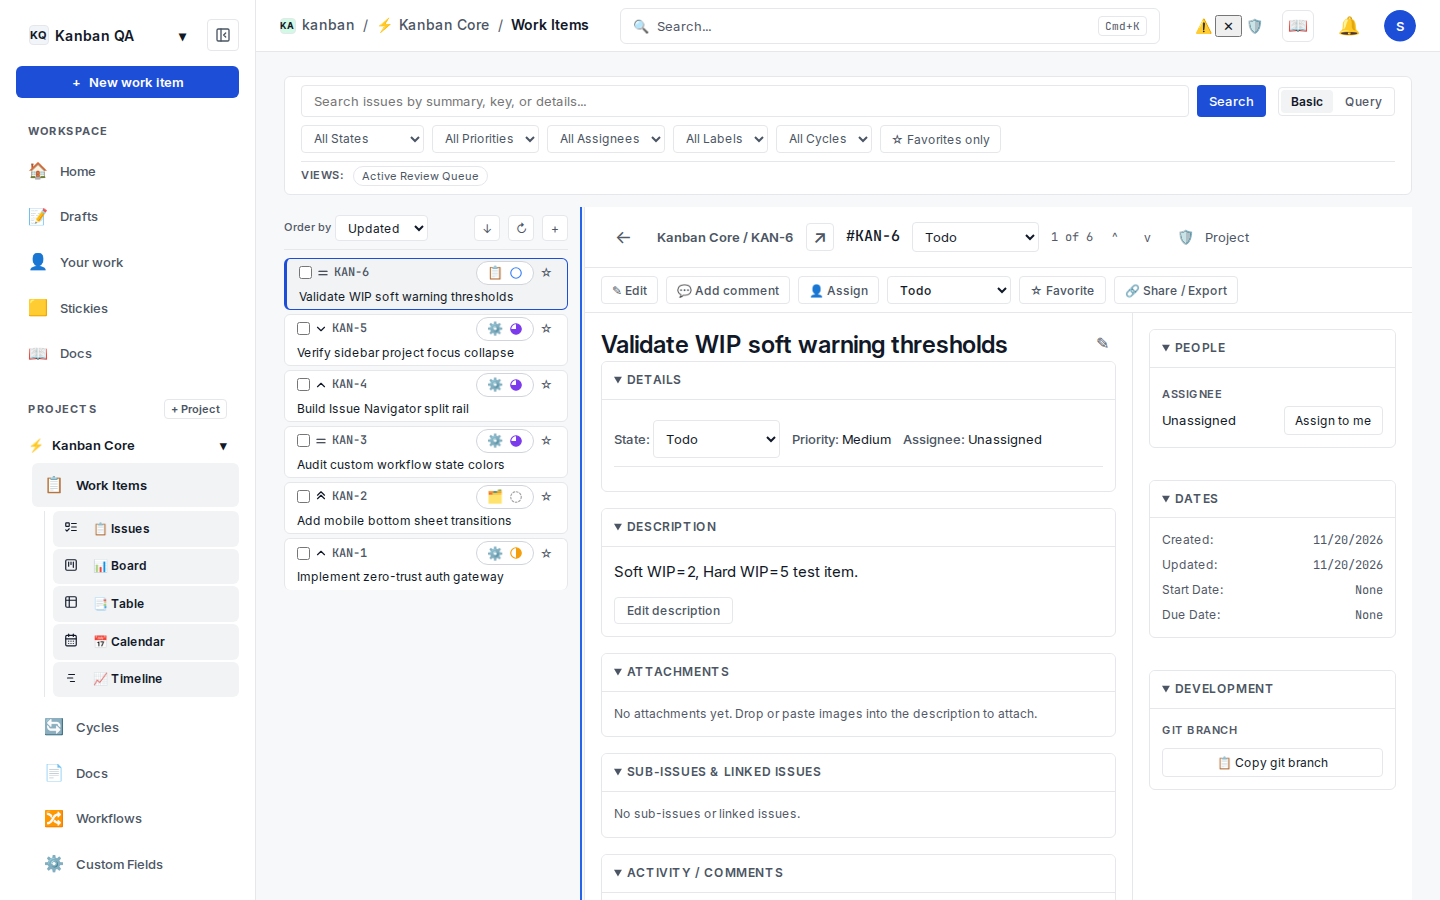 KQ Kanban QA ▾
+ New work item
WORKSPACE
Home
Drafts
Your work
Stickies
Docs
PROJECTS
+ Project
Kanban Core ▾
Work Items
Issues
Board
Table
Calendar
Timeline
Cycles
Docs
Workflows
Custom Fields
KA kanban / ⚡ Kanban Core / Work Items
Search...
Cmd+K
✕
S
Search issues by summary, key, or details...
Search
Basic
Query
All States
All Priorities
All Assignees
All Labels
All Cycles
☆ Favorites only
VIEWS:
Active Review Queue
Order by Updated
↓
+
KAN-6
Validate WIP soft warning thresholds
KAN-5
Verify sidebar project focus collapse
KAN-4
Build Issue Navigator split rail
KAN-3
Audit custom workflow state colors
KAN-2
Add mobile bottom sheet transitions
KAN-1
Implement zero-trust auth gateway
← Kanban Core / KAN-6
#KAN-6
Todo
1 of 6
^
v
Project
✎ Edit
Add comment
Assign
Todo
☆ Favorite
Share / Export
Validate WIP soft warning thresholds
▾ DETAILS
State: Todo
Priority: Medium
Assignee: Unassigned
▾ DESCRIPTION
Soft WIP=2, Hard WIP=5 test item.
Edit description
▾ ATTACHMENTS
No attachments yet. Drop or paste images into the description to attach.
▾ SUB-ISSUES & LINKED ISSUES
No sub-issues or linked issues.
▾ ACTIVITY / COMMENTS
▾ PEOPLE
ASSIGNEE
Unassigned
Assign to me
▾ DATES
Created: 11/20/2026
Updated: 11/20/2026
Start Date: None
Due Date: None
▾ DEVELOPMENT
GIT BRANCH
Copy git branch